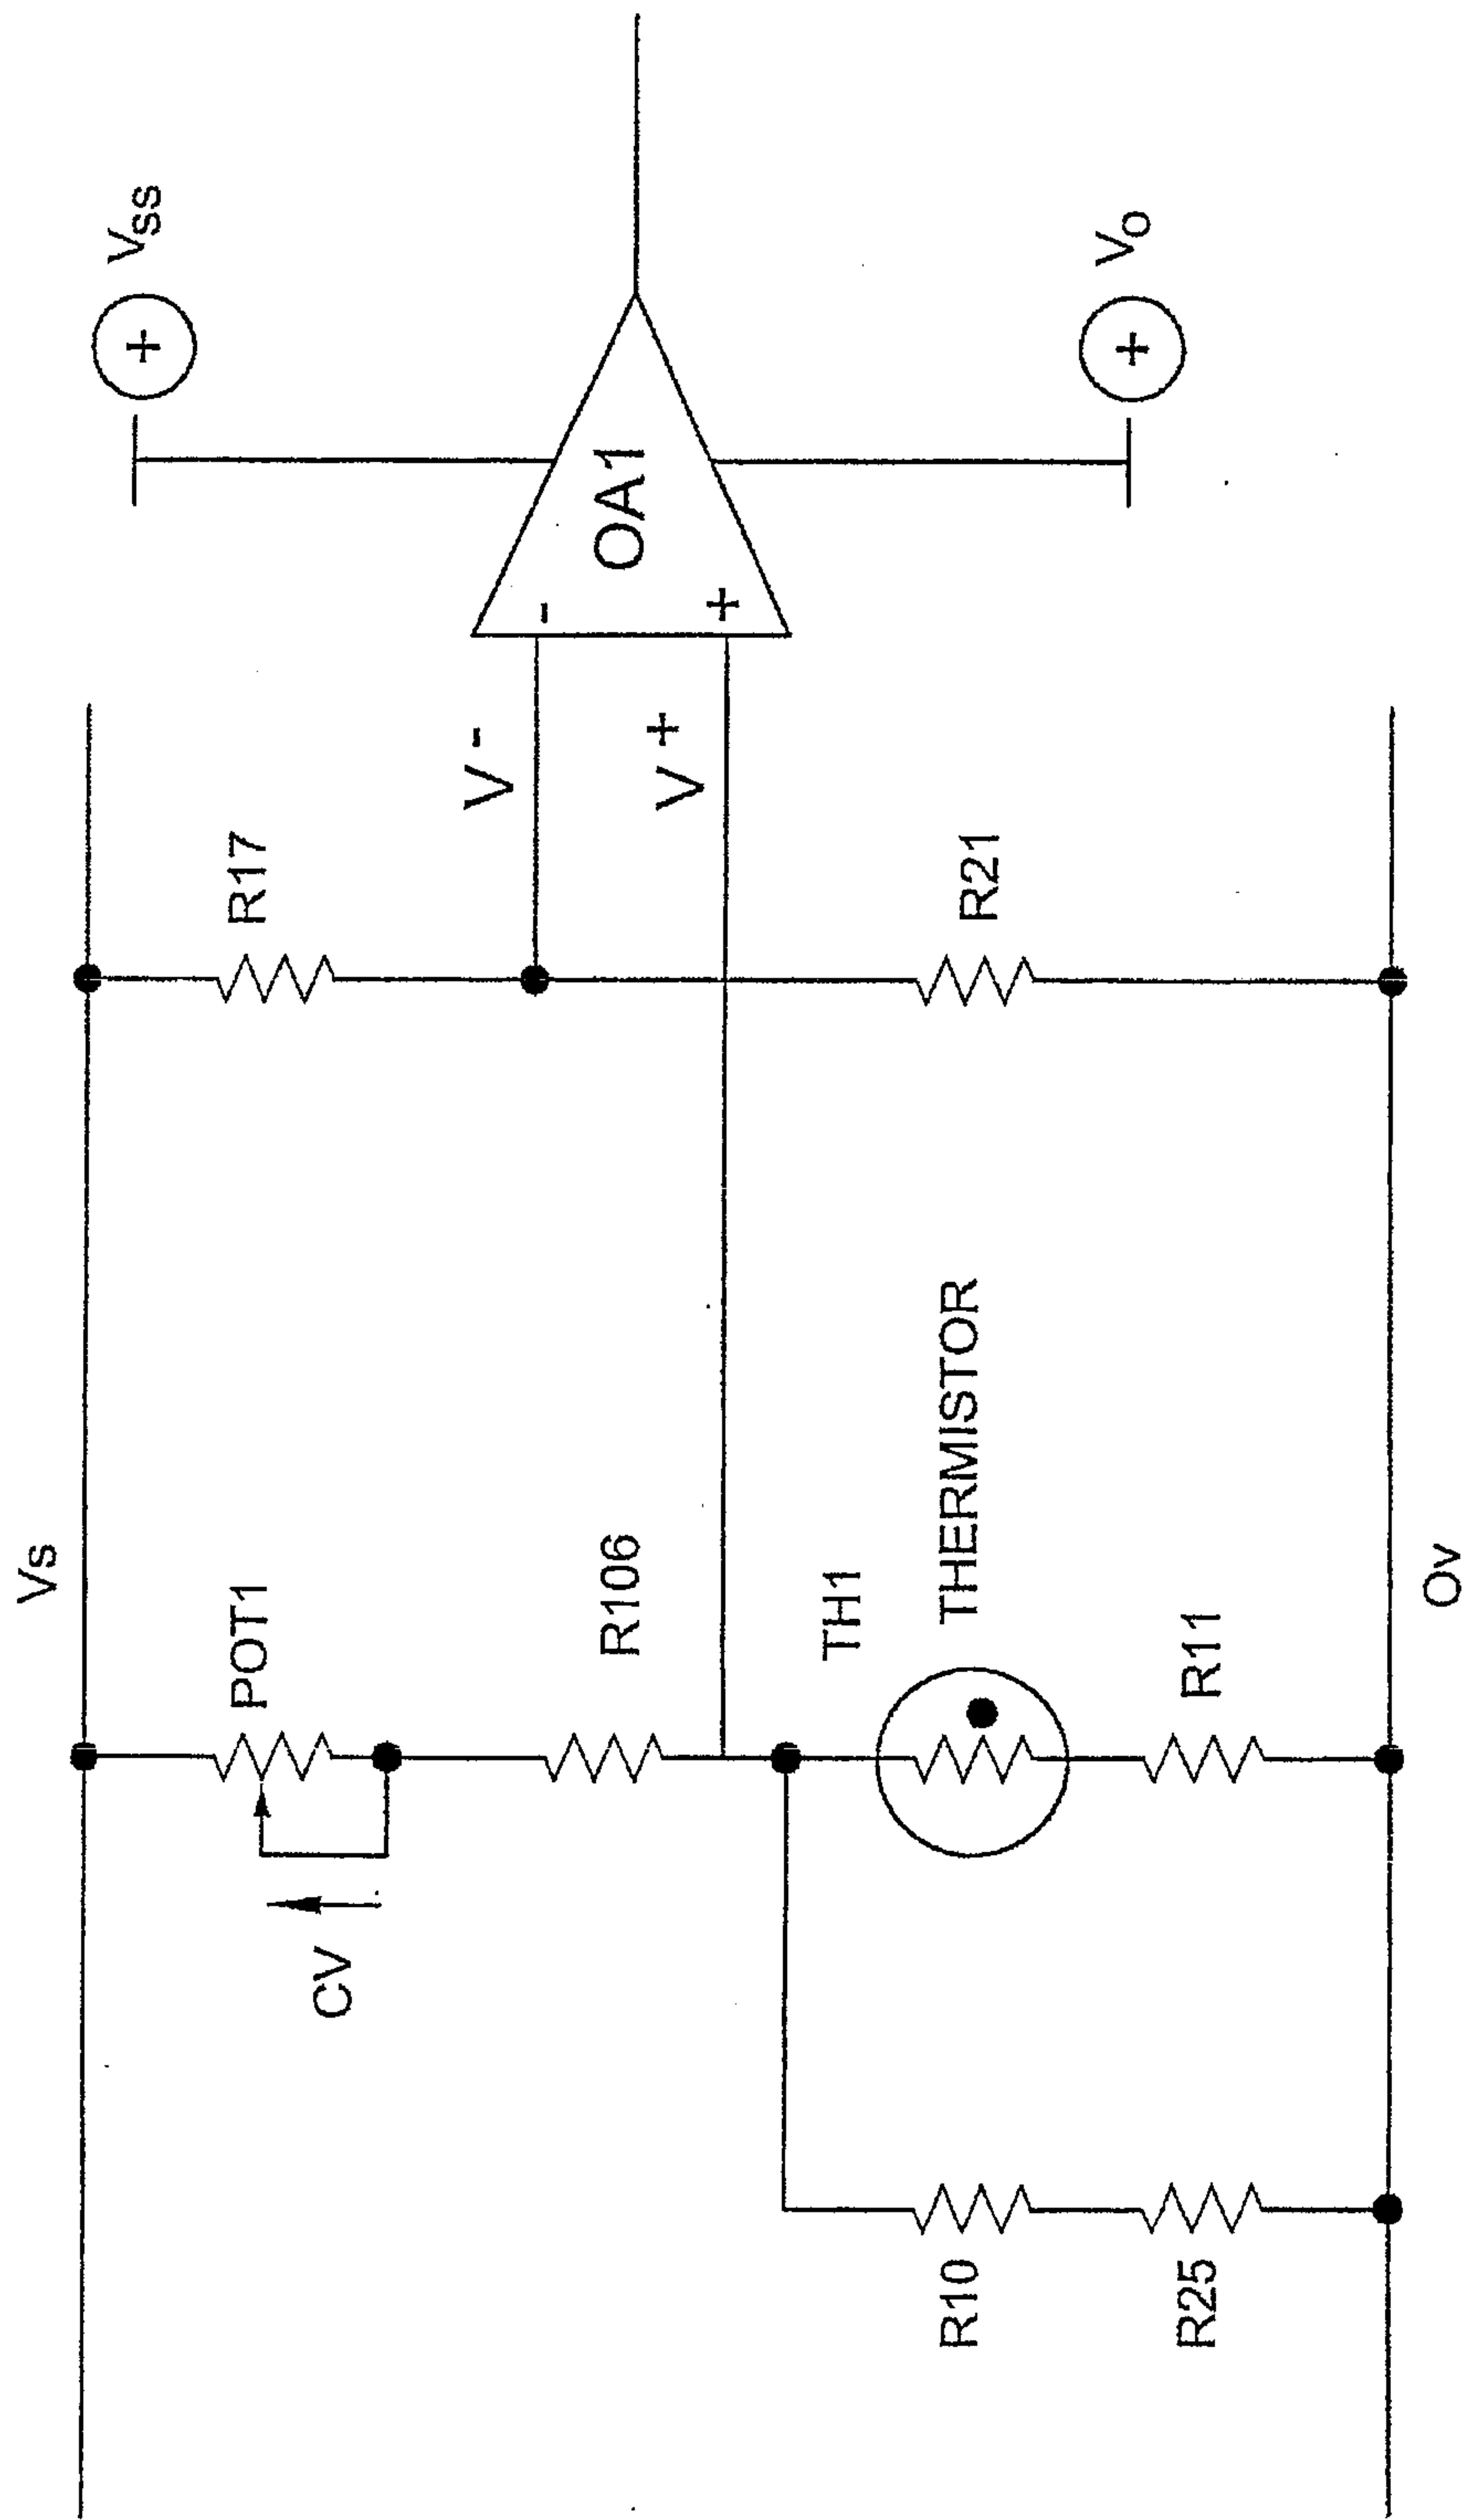 Vs
POT1
CV
R106
TH1
THERMISTOR
R10
R25
R11
Ov
R17
R21
V -
V +
-
+
OA1
+ VSS
+ VO